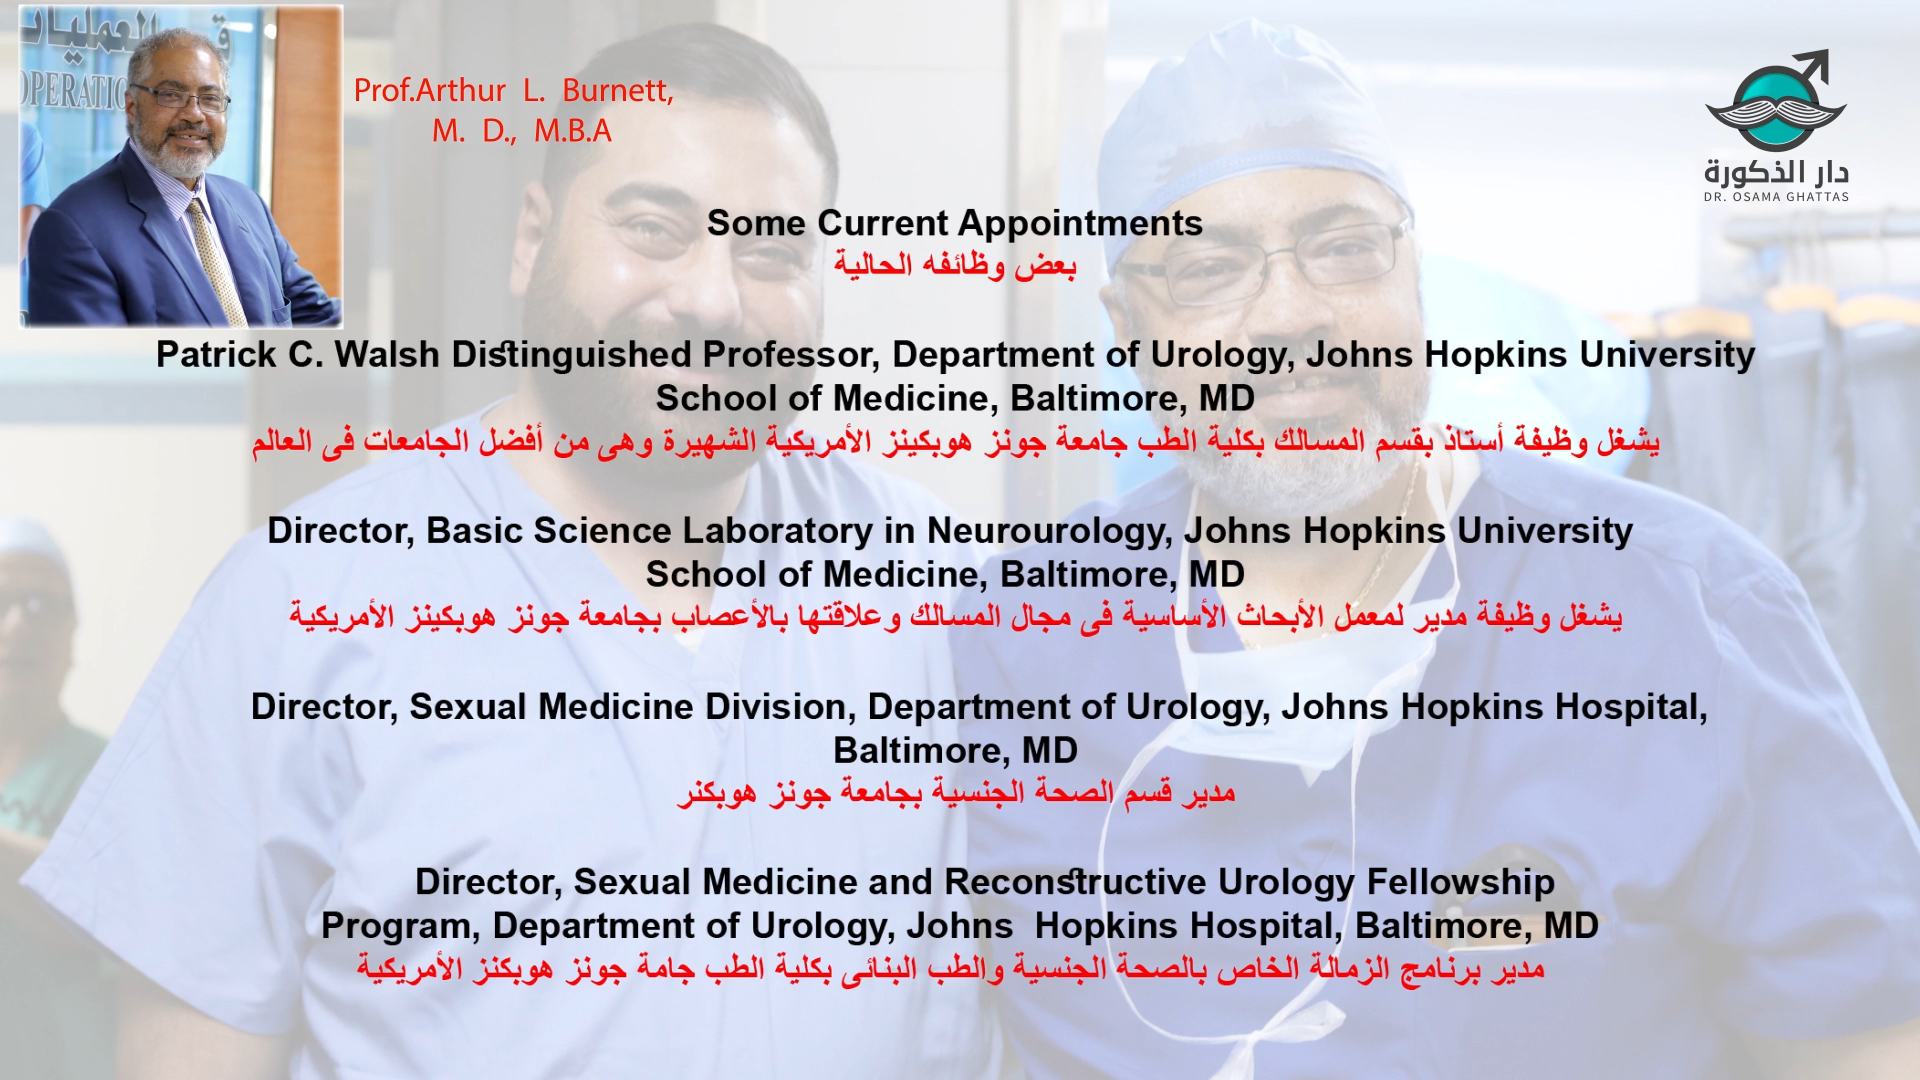 قسم العمليات
OPERATIO
Prof.Arthur L. Burnett,
M. D., M.B.A
دار الذكورة
DR. OSAMA GHATTAS
Some Current Appointments
بعض وظائفه الحالية
Patrick C. Walsh Distinguished Professor, Department of Urology, Johns Hopkins University
School of Medicine, Baltimore, MD
يشغل وظيفة أستاذ بقسم المسالك بكلية الطب جامعة جونز هوبكينز الأمريكية الشهيرة وهى من أفضل الجامعات فى العالم
Director, Basic Science Laboratory in Neurourology, Johns Hopkins University
School of Medicine, Baltimore, MD
يشغل وظيفة مدير لمعمل الأبحاث الأساسية فى مجال المسالك وعلاقتها بالأعصاب بجامعة جونز هوبكينز الأمريكية
Director, Sexual Medicine Division, Department of Urology, Johns Hopkins Hospital,
Baltimore, MD
مدير قسم الصحة الجنسية بجامعة جونز هوبكنر
Director, Sexual Medicine and Reconstructive Urology Fellowship
Program, Department of Urology, Johns Hopkins Hospital, Baltimore, MD
مدير برنامج الزمالة الخاص بالصحة الجنسية والطب البنائى بكلية الطب جامة جونز هوبكنز الأمريكية